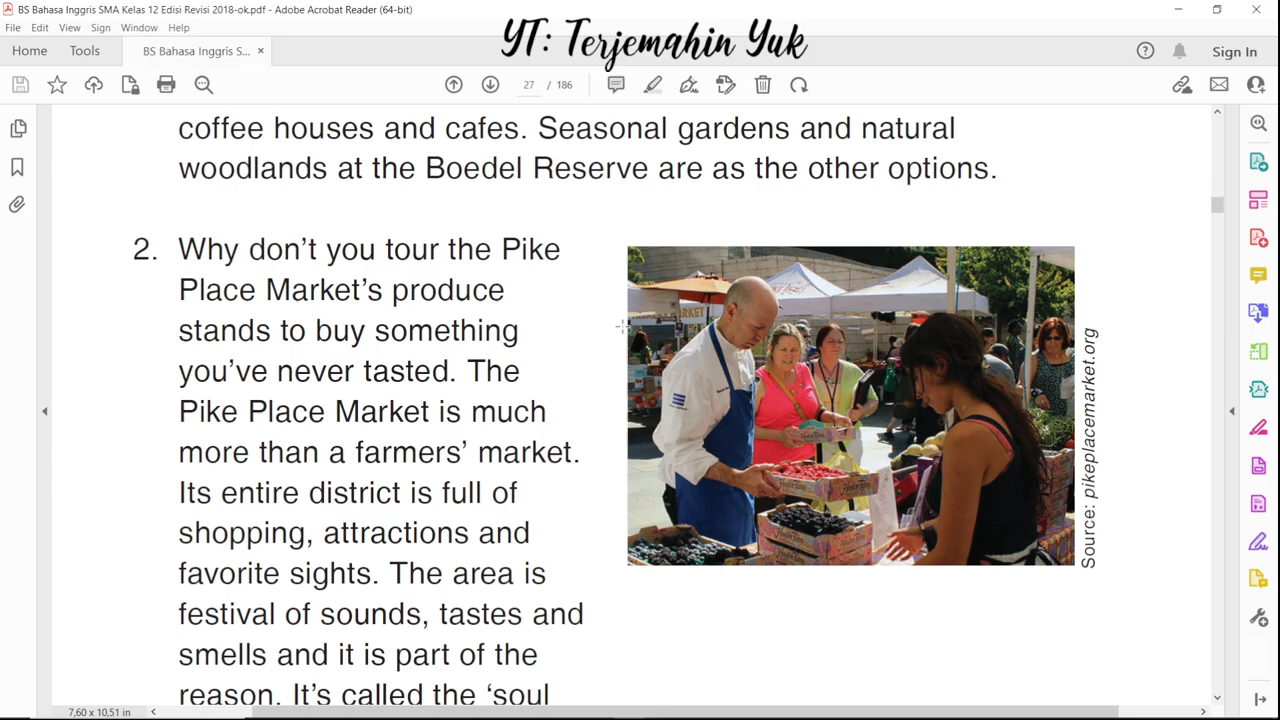 BS Bahasa Inggris SMA Kelas 12 Edisi Revisi 2018-ok.pdf - Adobe Acrobat Reader (64-bit)
File Edit View Sign Window Help
YT: Terjemahin Yuk
Home Tools BS Bahasa Inggris S... × Sign In
27 / 186
coffee houses and cafes. Seasonal gardens and natural
woodlands at the Boedel Reserve are as the other options.
2. Why don't you tour the Pike
Place Market's produce
stands to buy something
you've never tasted. The
Pike Place Market is much
more than a farmers' market.
Its entire district is full of
shopping, attractions and
favorite sights. The area is
festival of sounds, tastes and
smells and it is part of the
reason. It's called the 'soul
MARKET
Source: pikeplacemarket.org
7,60 x 10,51 in